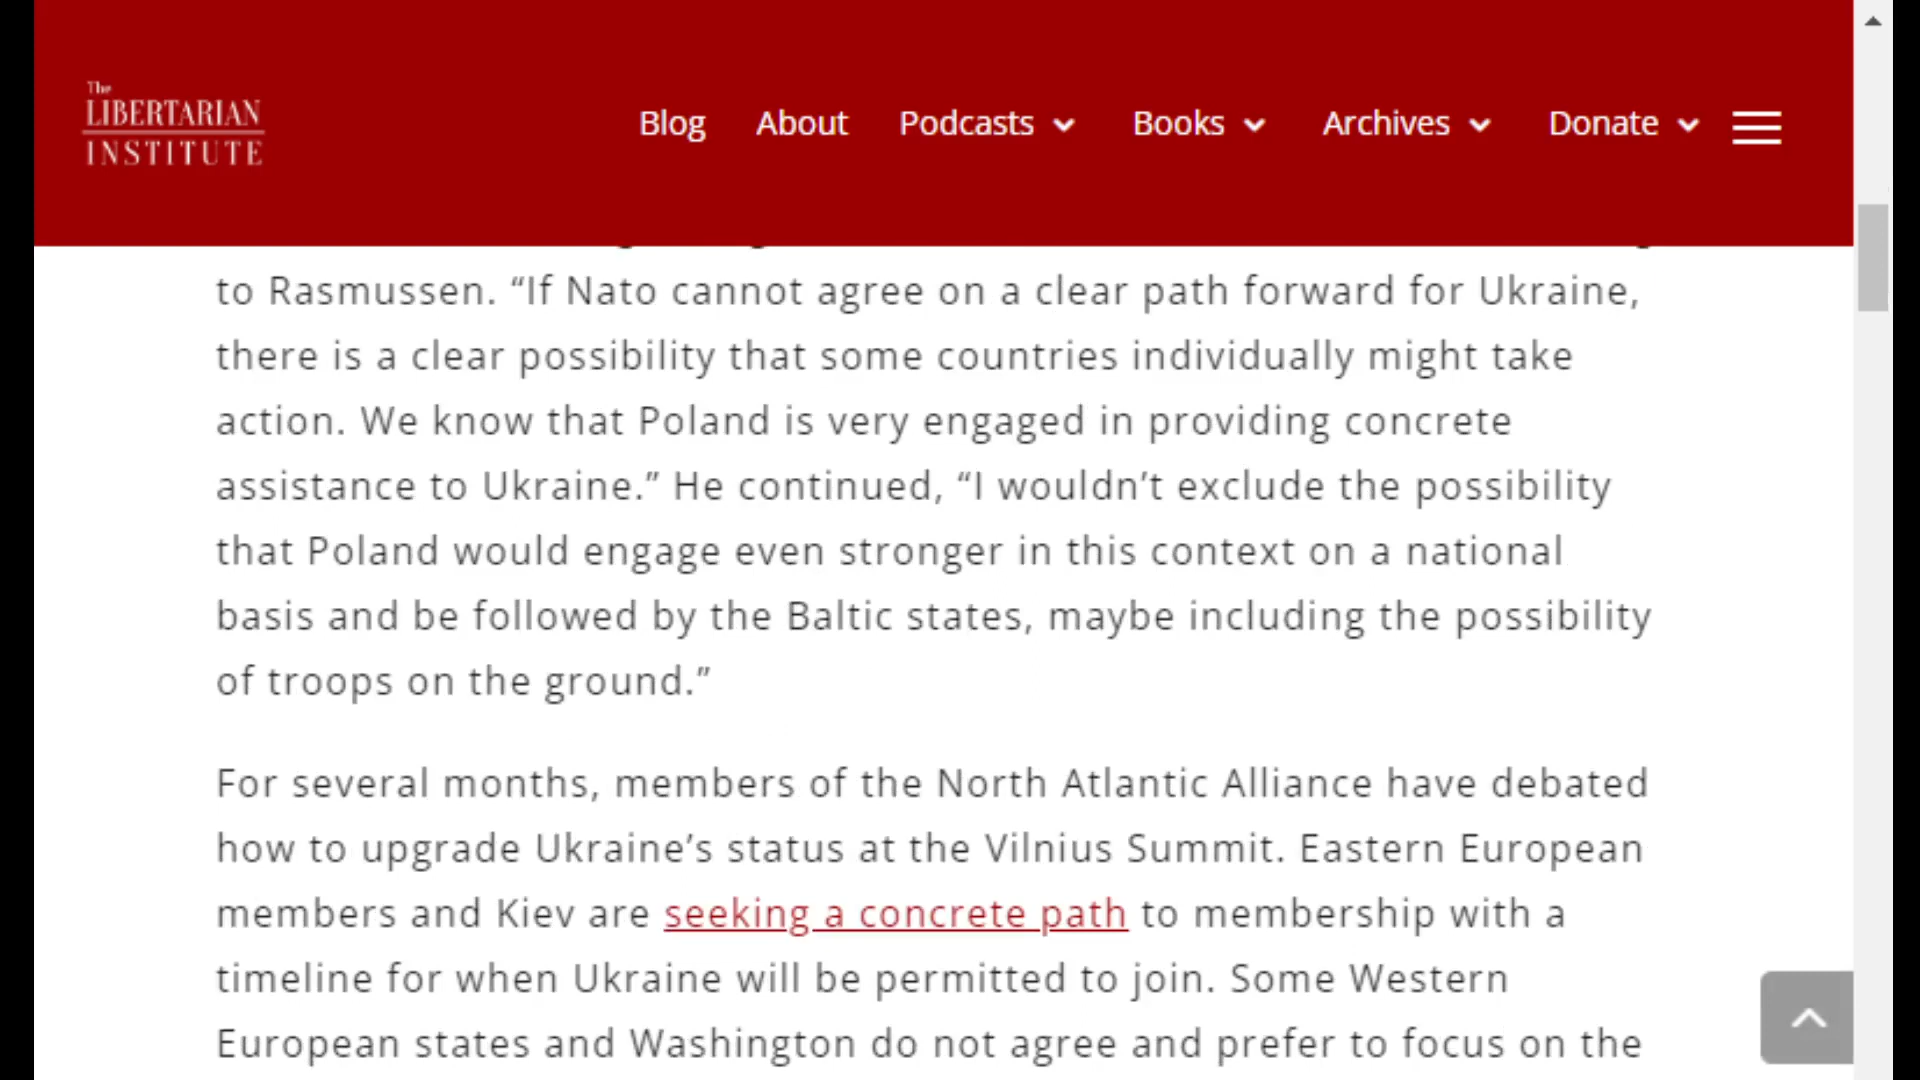 The
LIBERTARIAN
INSTITUTE
Blog About Podcasts Books Archives Donate
to Rasmussen. “If Nato cannot agree on a clear path forward for Ukraine,
there is a clear possibility that some countries individually might take
action. We know that Poland is very engaged in providing concrete
assistance to Ukraine.” He continued, “I wouldn’t exclude the possibility
that Poland would engage even stronger in this context on a national
basis and be followed by the Baltic states, maybe including the possibility
of troops on the ground.”
For several months, members of the North Atlantic Alliance have debated
how to upgrade Ukraine’s status at the Vilnius Summit. Eastern European
members and Kiev are seeking a concrete path to membership with a
timeline for when Ukraine will be permitted to join. Some Western
European states and Washington do not agree and prefer to focus on the